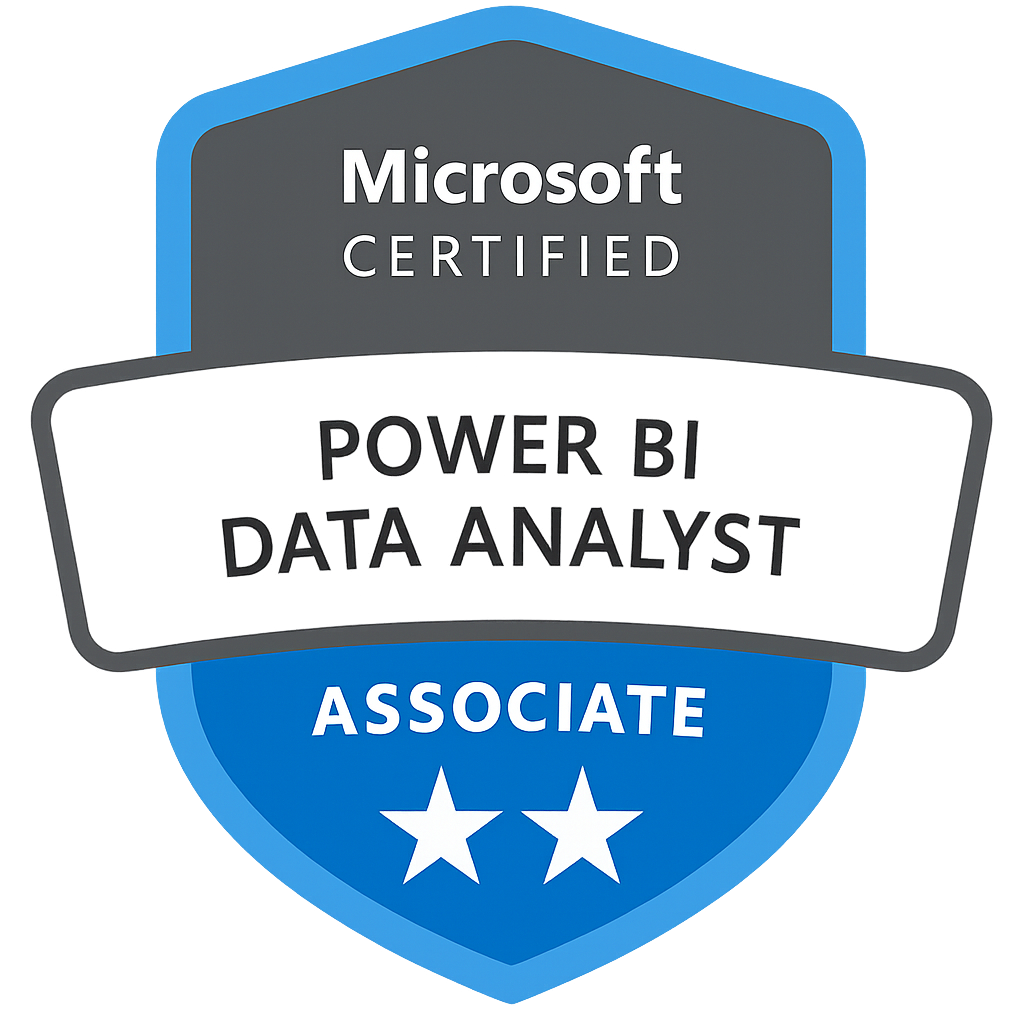 Microsoft
CERTIFIED
POWER BI
DATA ANALYST
ASSOCIATE